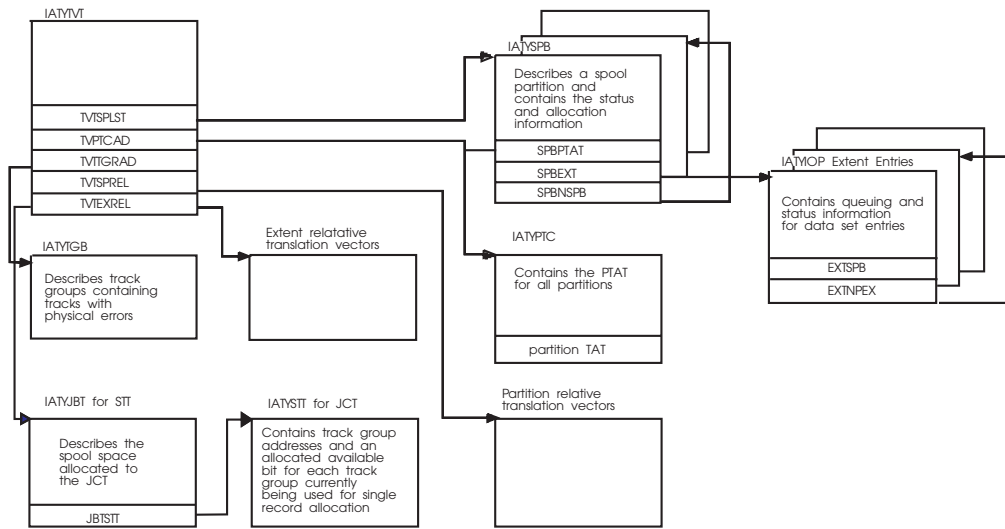 IATYTVT
TVTSPLST
TVPTCAD
TVTTGRAD
TVTSPREL
TVTEXREL
IATYSPB
Describes a spool
partition and
contains the status
and allocation
information
SPBPTAT
SPBEXT
SPBNSPB
IATYIOP Extent Entries
Contains queuing and
status information
for data set entries
EXTSPB
EXTNPEX
IATYTGB
Describes track
groups containing
tracks with
physical errors
Extent relatative
translation vectors
IATYPTC
Contains the PTAT
for all partitions
partition TAT
IATYJBT for STT
Describes the
spool space
allocated to
the JCT
JBTSTT
IATYSTT for JCT
Contains track group
addresses and an
allocated available
bit for each track
group currently
being used for single
record allocation
Partition relative
translation vectors